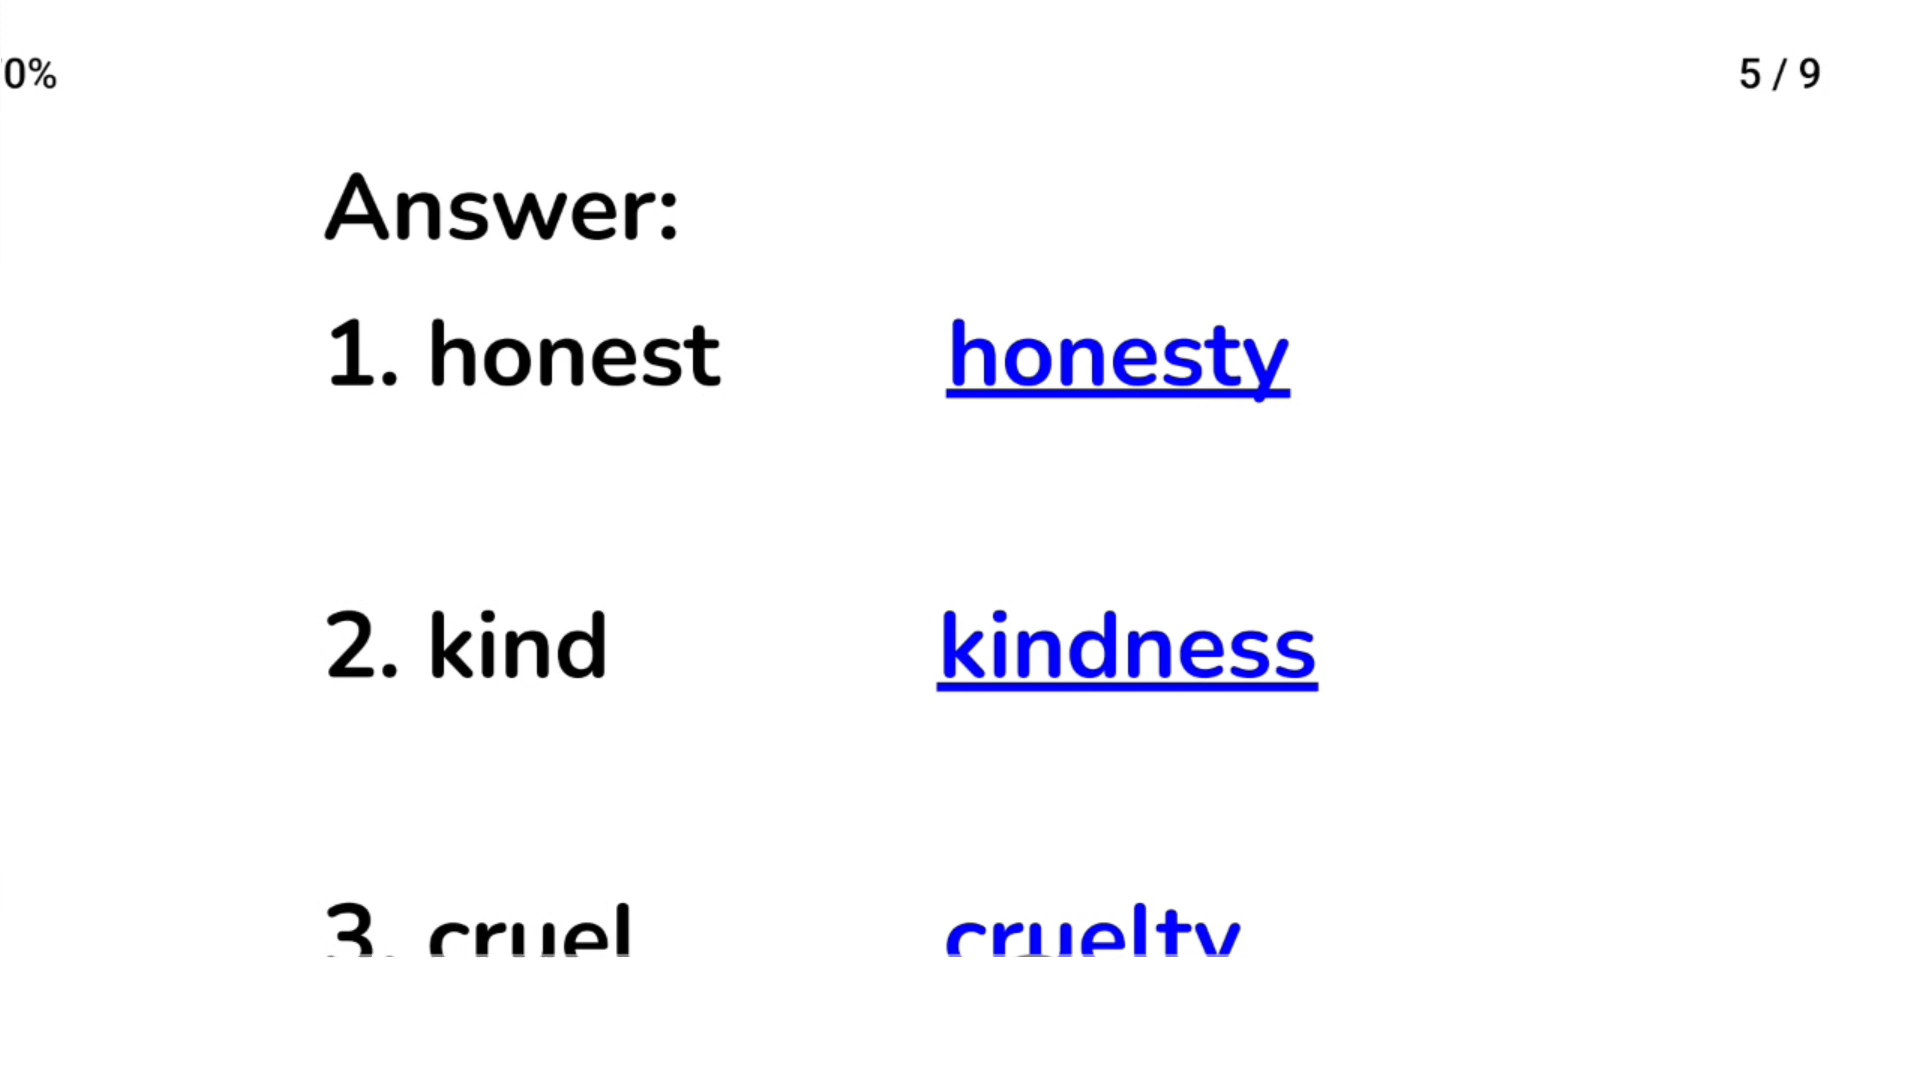 0%
5 / 9
Answer:
1. honest honesty
2. kind kindness
3. cruel cruelty